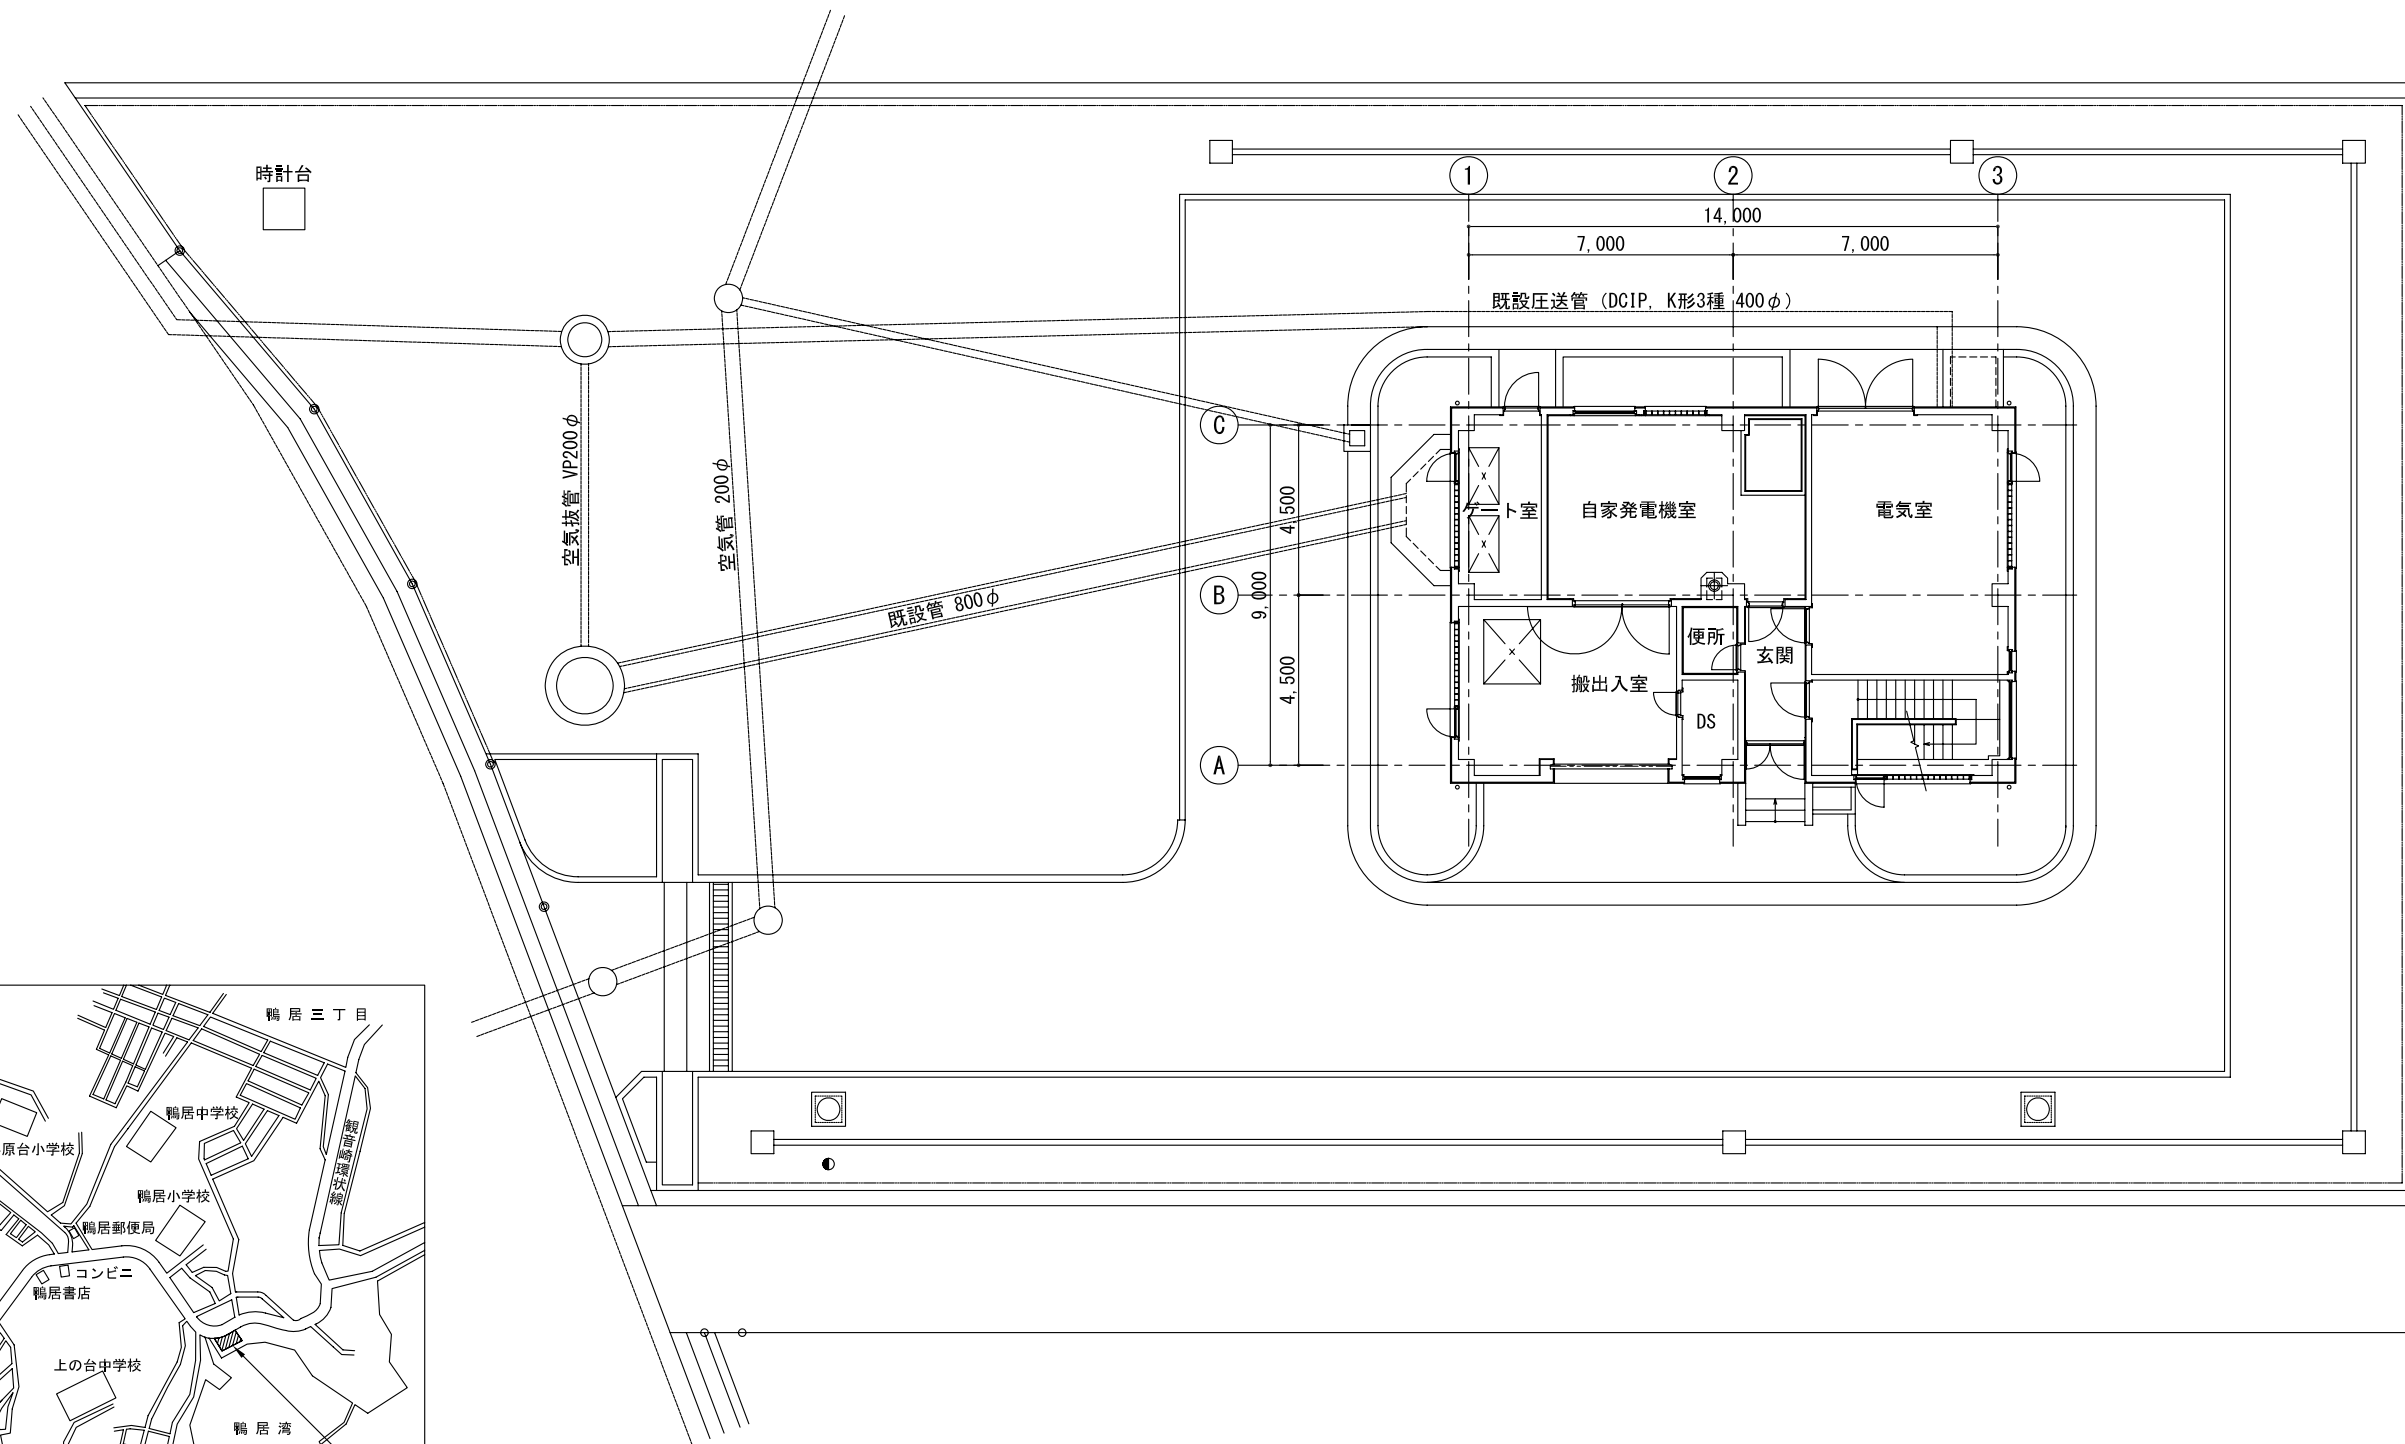 時計台
1
2
3
14,000
7,000
7,000
既設圧送管 (DCIP, K形3種 400φ)
空気抜管 VP200φ
空気管 200φ
既設管 800φ
C
B
A
4,500
9,000
4,500
ゲート室
自家発電機室
電気室
便所
玄関
搬出入室
DS
鴨居三丁目
鴨居中学校
観音崎環状線
原台小学校
鴨居小学校
鴨居郵便局
コンビニ
鴨居書店
上の台中学校
鴨居湾